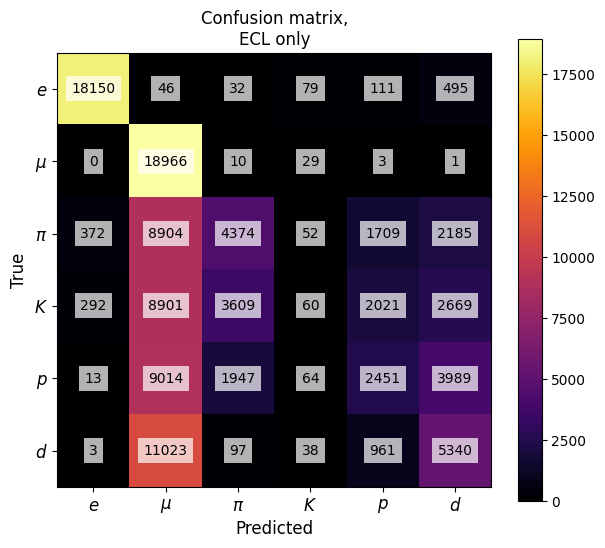 Confusion matrix,
ECL only
True
e 18150 46 32 79 111 495
μ 0 18966 10 29 3 1
π 372 8904 4374 52 1709 2185
K 292 8901 3609 60 2021 2669
p 13 9014 1947 64 2451 3989
d 3 11023 97 38 961 5340
e μ π K p d
Predicted
17500
15000
12500
10000
7500
5000
2500
0